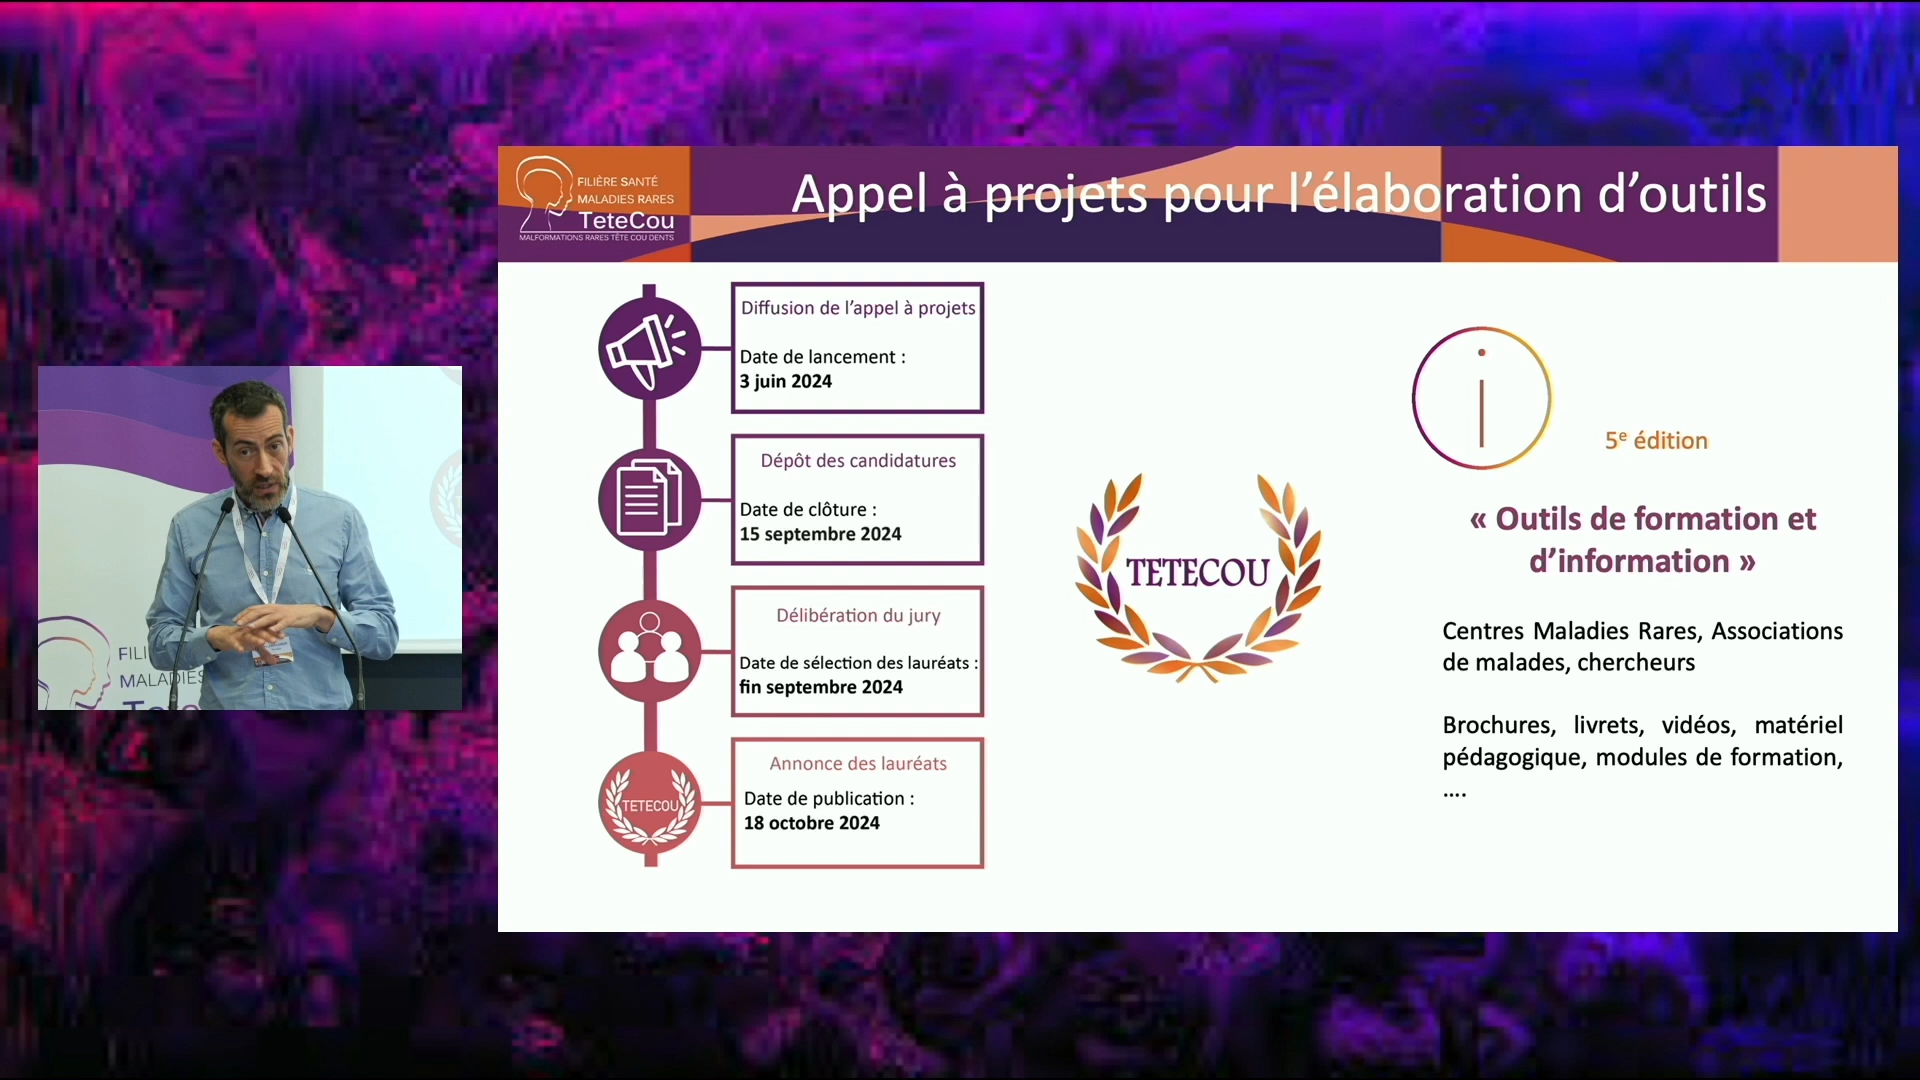 FILIÈRE SANTÉ
MALADIES RARES
TeteCou
MALFORMATIONS RARES TÊTE COU DENTS
Appel à projets pour l’élaboration d’outils
Diffusion de l’appel à projets
Date de lancement :
3 juin 2024
Dépôt des candidatures
Date de clôture :
15 septembre 2024
Délibération du jury
Date de sélection des lauréats :
fin septembre 2024
TETECOU
Annonce des lauréats
Date de publication :
18 octobre 2024
TETECOU
i
5e édition
« Outils de formation et
d’information »
Centres Maladies Rares, Associations
de malades, chercheurs
Brochures, livrets, vidéos, matériel
pédagogique, modules de formation,
….
FILI
MALADIES